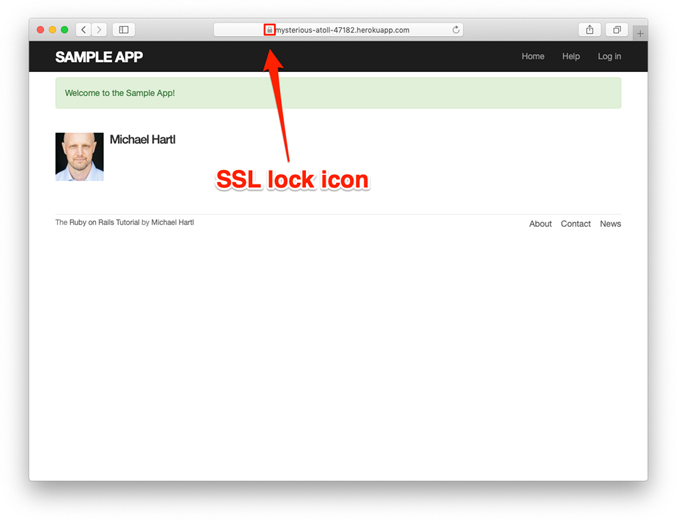 mysterious-atoll-47182.herokuapp.com
SAMPLE APP
Home Help Log in
Welcome to the Sample App!
Michael Hartl
SSL lock icon
The Ruby on Rails Tutorial by Michael Hartl
About Contact News